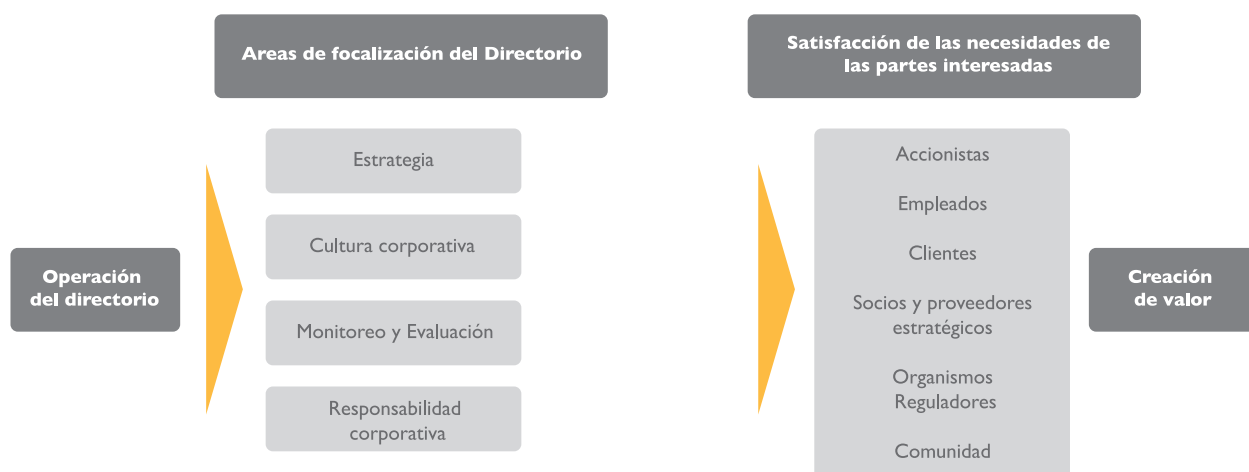 Areas de focalización del Directorio
Satisfacción de las necesidades de
las partes interesadas
Operación
del directorio
Estrategia
Cultura corporativa
Monitoreo y Evaluación
Responsabilidad
corporativa
Accionistas
Empleados
Clientes
Socios y proveedores
estratégicos
Organismos
Reguladores
Comunidad
Creación
de valor